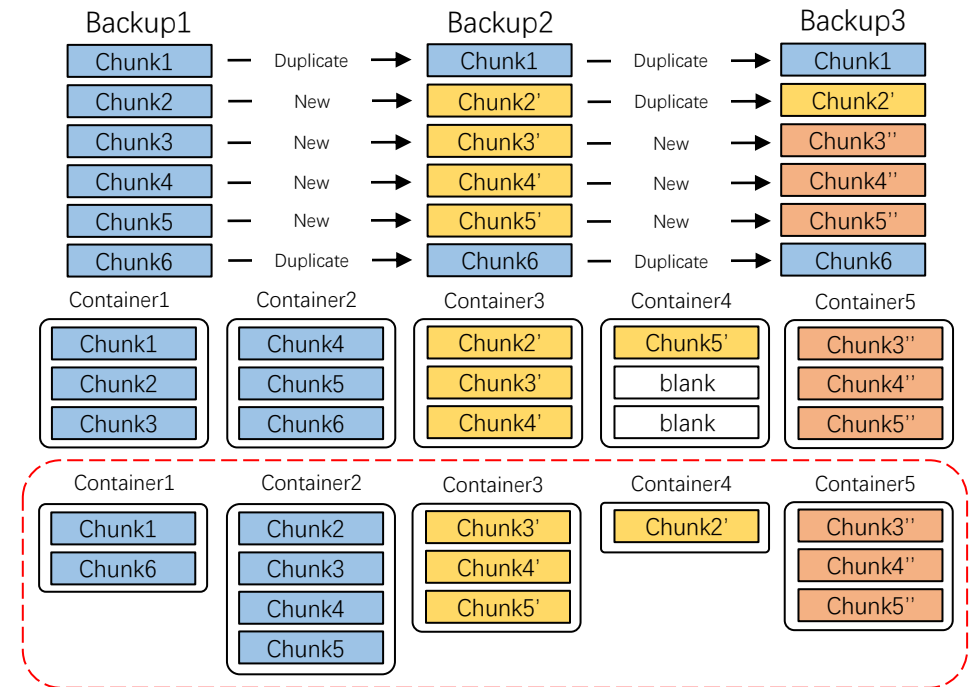 Backup1 Backup2 Backup3
Chunk1 Duplicate Chunk1 Duplicate Chunk1
Chunk2 New Chunk2' Duplicate Chunk2'
Chunk3 New Chunk3' New Chunk3''
Chunk4 New Chunk4' New Chunk4''
Chunk5 New Chunk5' New Chunk5''
Chunk6 Duplicate Chunk6 Duplicate Chunk6
Container1 Container2 Container3 Container4 Container5
Chunk1 Chunk4 Chunk2' Chunk5' Chunk3''
Chunk2 Chunk5 Chunk3' blank Chunk4''
Chunk3 Chunk6 Chunk4' blank Chunk5''
Container1 Container2 Container3 Container4 Container5
Chunk1 Chunk2 Chunk3' Chunk2' Chunk3''
Chunk6 Chunk3 Chunk4' Chunk4''
Chunk4 Chunk5' Chunk5''
Chunk5